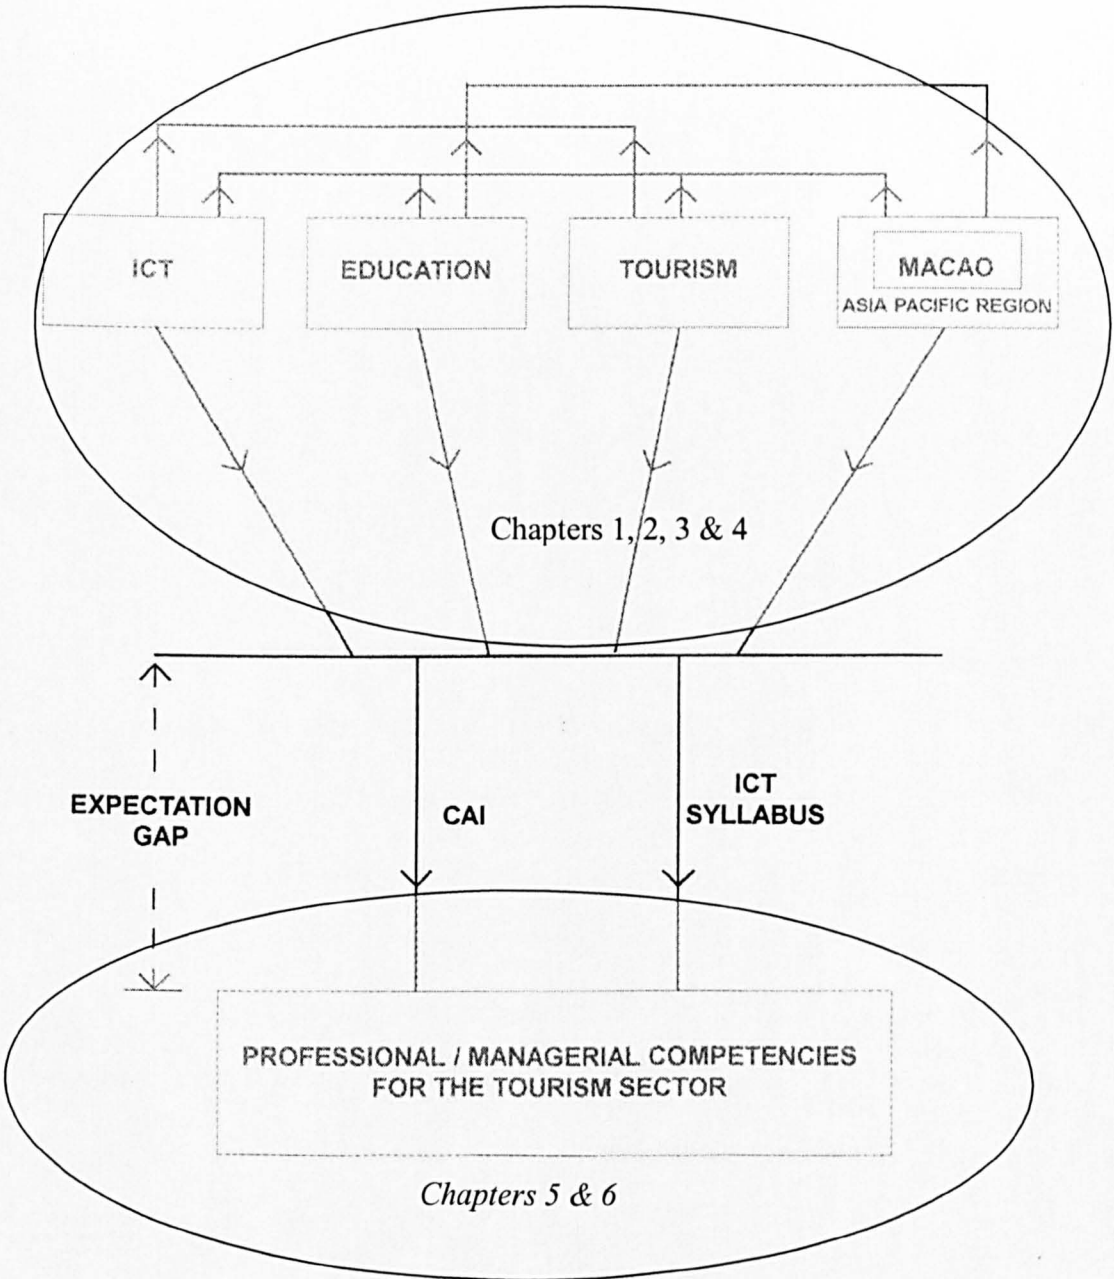 ICT
EDUCATION
TOURISM
MACAO
ASIA PACIFIC REGION
Chapters 1, 2, 3 & 4
EXPECTATION
GAP
CAI
ICT
SYLLABUS
PROFESSIONAL / MANAGERIAL COMPETENCIES
FOR THE TOURISM SECTOR
Chapters 5 & 6